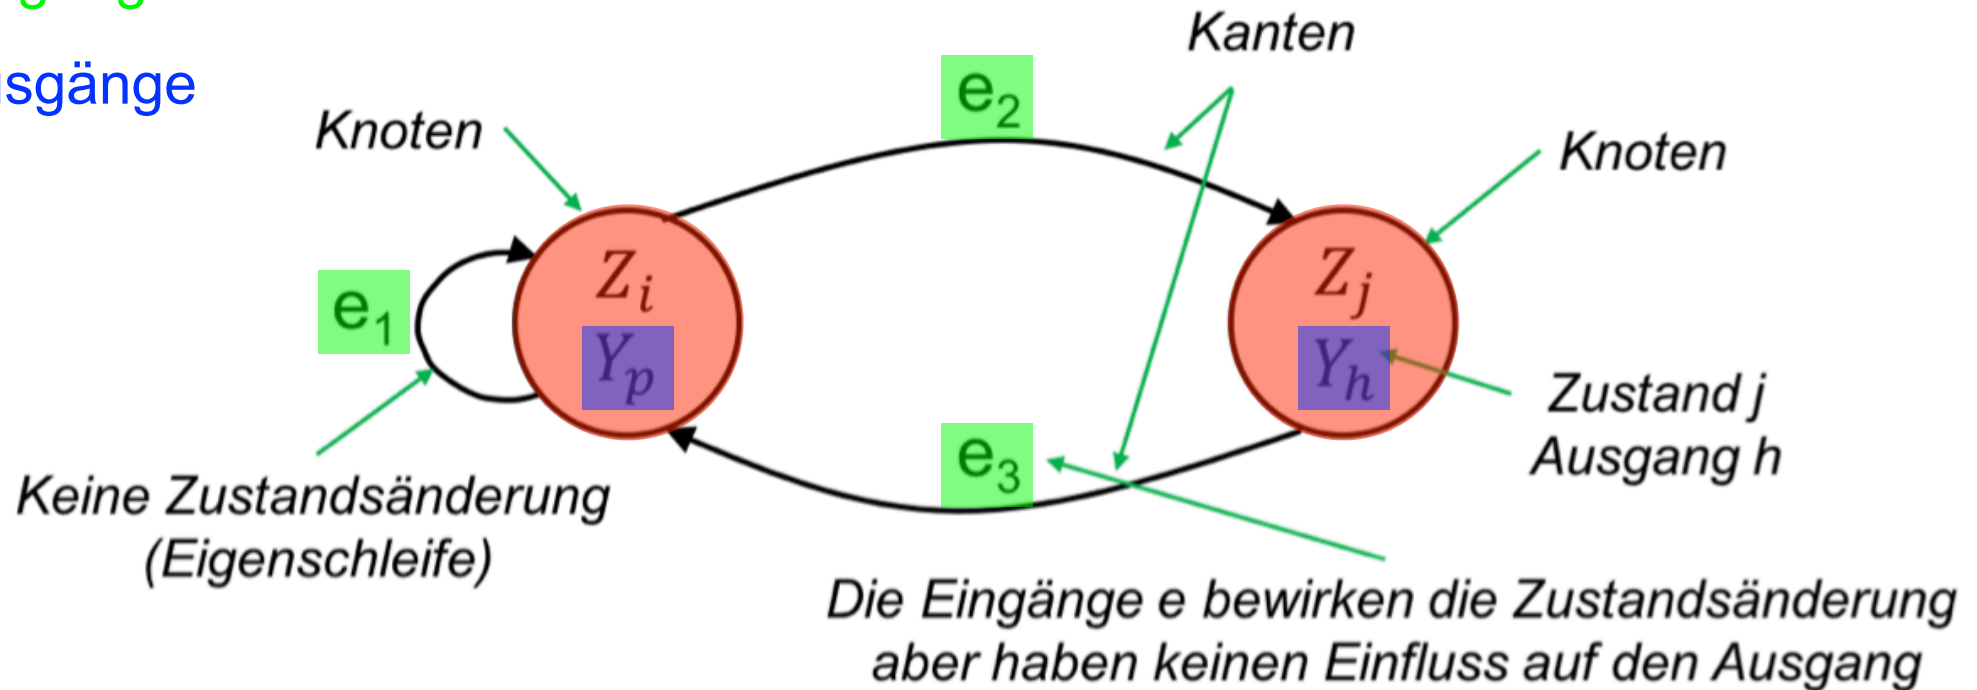 usgänge
Kanten
e2
Knoten
Knoten
Zi
Yp
Zj
Yh
e1
Zustand j
Ausgang h
e3
Keine Zustandsänderung
(Eigenschleife)
Die Eingänge e bewirken die Zustandsänderung
aber haben keinen Einfluss auf den Ausgang